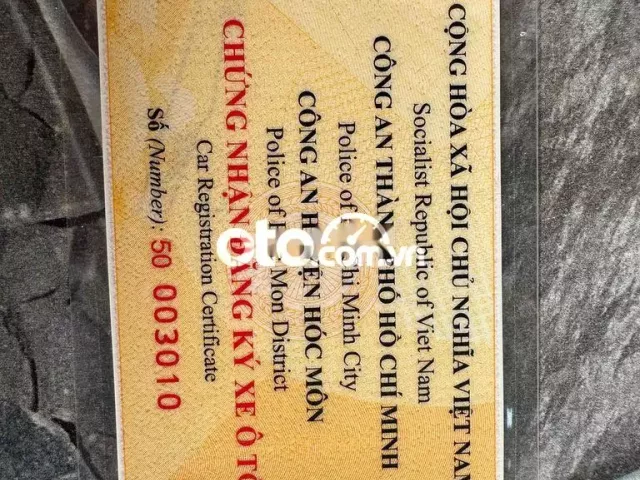 CỘNG HÒA XÃ HỘI CHỦ NGHĨA VIỆT NAM
Socialist Republic of Viet Nam
CÔNG AN THÀNH PHỐ HỒ CHÍ MINH
Police of Chi Minh City
CÔNG AN HUYỆN HÓC MÔN
Police of Mon District
CHỨNG NHẬN ĐĂNG KÝ XE Ô TÔ
Car Registration Certificate
Số (Number): 50 003010
oto.com.vn